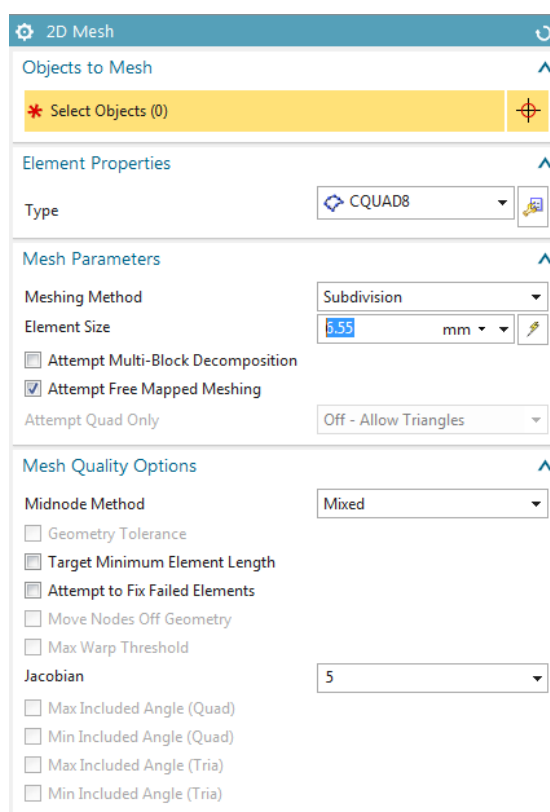 2D Mesh
Objects to Mesh
* Select Objects (0)
Element Properties
Type CQUAD8
Mesh Parameters
Meshing Method Subdivision
Element Size 6.55 mm
Attempt Multi-Block Decomposition
Attempt Free Mapped Meshing
Attempt Quad Only Off - Allow Triangles
Mesh Quality Options
Midnode Method Mixed
Geometry Tolerance
Target Minimum Element Length
Attempt to Fix Failed Elements
Move Nodes Off Geometry
Max Warp Threshold
Jacobian 5
Max Included Angle (Quad)
Min Included Angle (Quad)
Max Included Angle (Tria)
Min Included Angle (Tria)